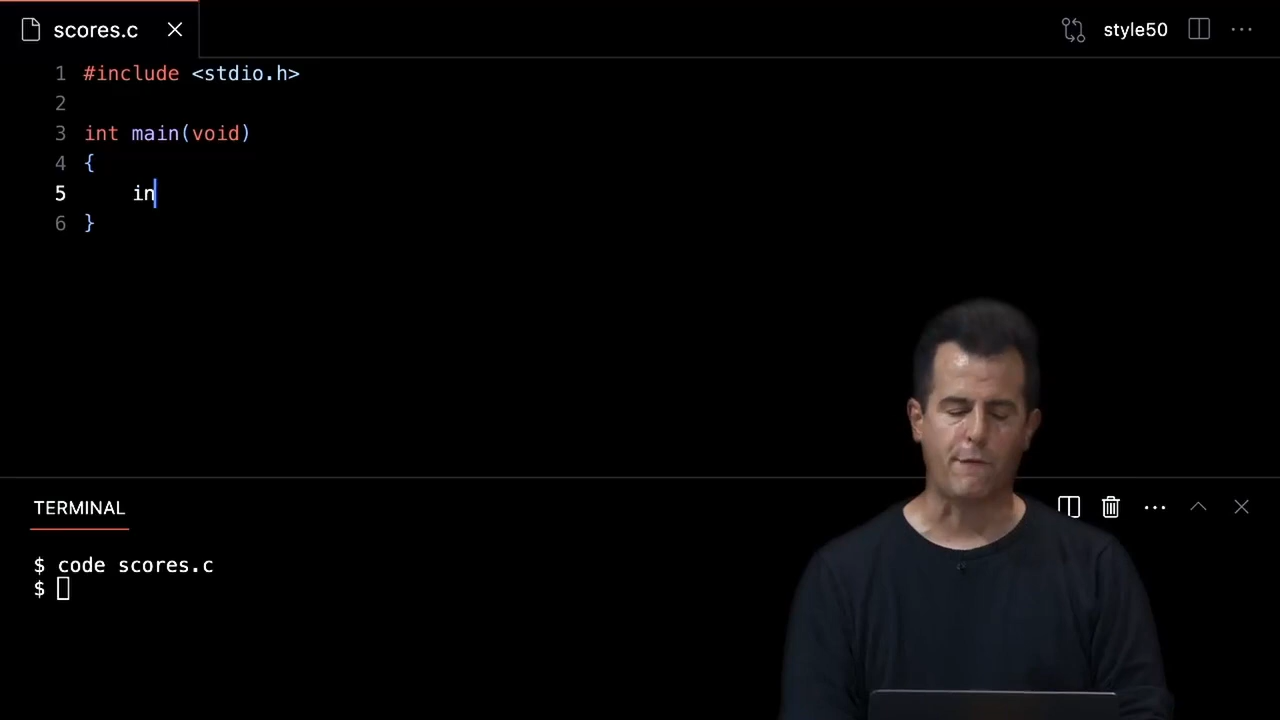 scores.c
style50
1 #include <stdio.h>
2
3 int main(void)
4 {
5     in
6 }
TERMINAL
$ code scores.c
$